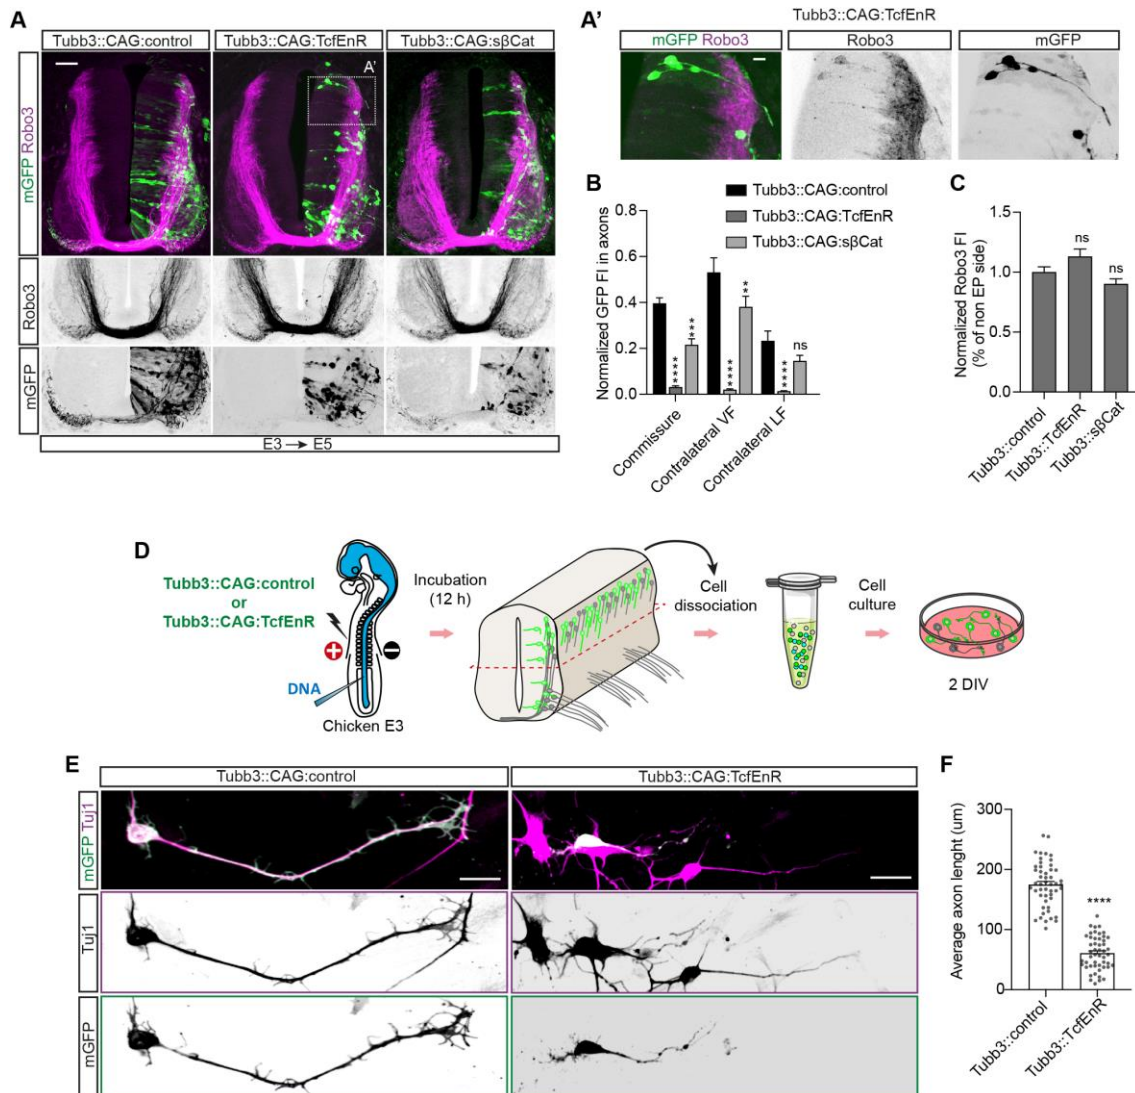 A
Tubb3::CAG:control
Tubb3::CAG:TcfEnR
Tubb3::CAG:sβCat
A'
mGFP Robo3
Robo3
mGFP
E3 → E5
A'
Tubb3::CAG:TcfEnR
mGFP Robo3
Robo3
mGFP
B
Tubb3::CAG:control
Tubb3::CAG:TcfEnR
Tubb3::CAG:sβCat
Normalized GFP FI in axons
0.8
0.6
0.4
0.2
0.0
****
***
****
**
****
ns
Commissure
Contralateral VF
Contralateral LF
C
Normalized Robo3 FI
(% of non EP side)
1.5
1.0
0.5
0.0
ns
ns
Tubb3::control
Tubb3::TcfEnR
Tubb3::sβCat
D
Tubb3::CAG:control
or
Tubb3::CAG:TcfEnR
+
−
DNA
Chicken E3
Incubation
(12 h)
Cell
dissociation
Cell
culture
2 DIV
E
Tubb3::CAG:control
Tubb3::CAG:TcfEnR
mGFP Tuj1
Tuj1
mGFP
F
Average axon lenght (um)
300
200
100
0
****
Tubb3::control
Tubb3::TcfEnR